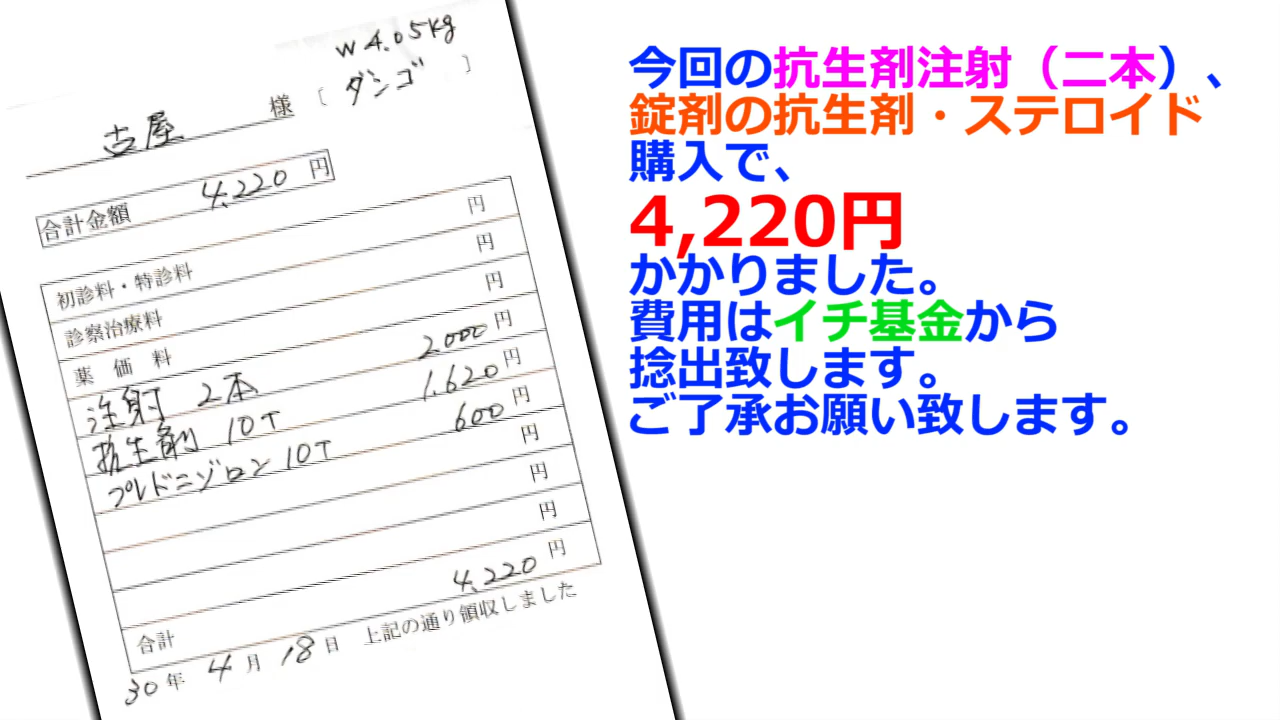 W 4.05kg
古屋 様 〔 ダンゴ 〕
合計金額 4,220 円
円
初診料・特診料 円
診察治療料 円
薬価料 円
注射 2本 2.000 円
抗生剤 10T 1.620 円
プレドニゾロン 10T 600 円
円
円
合計 4,220 円
30年 4月 18日 上記の通り領収しました
今回の抗生剤注射（二本）、
錠剤の抗生剤・ステロイド
購入で、
4,220円
かかりました。
費用はイチ基金から
捻出致します。
ご了承お願い致します。